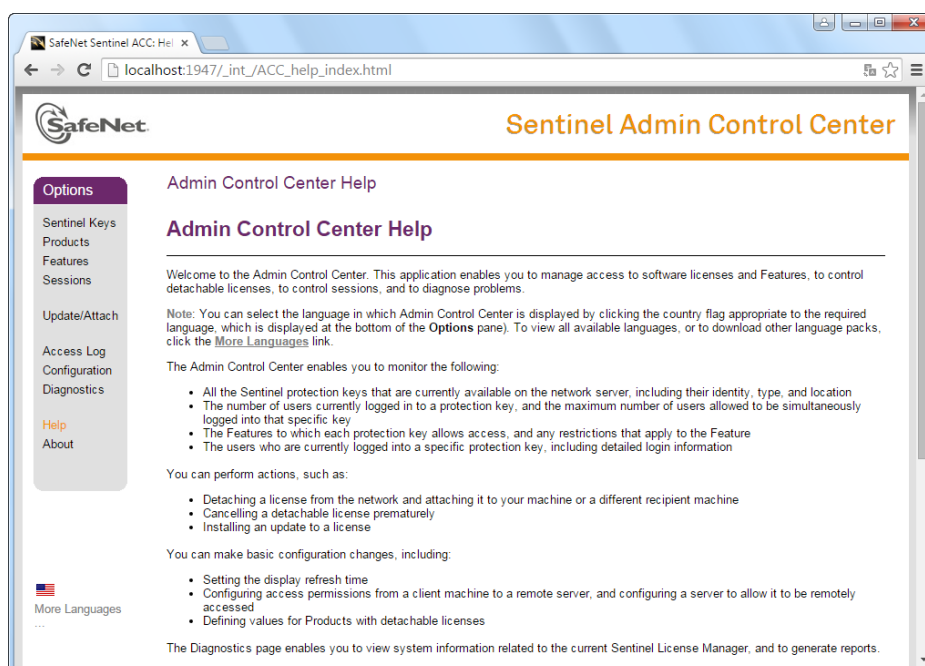 SafeNet Sentinel ACC: Hel
localhost:1947/_int_/ACC_help_index.html
SafeNet.
Sentinel Admin Control Center
Options
Sentinel Keys
Products
Features
Sessions
Update/Attach
Access Log
Configuration
Diagnostics
Help
About
More Languages
...
Admin Control Center Help
Admin Control Center Help
Welcome to the Admin Control Center. This application enables you to manage access to software licenses and Features, to control
detachable licenses, to control sessions, and to diagnose problems.
Note: You can select the language in which Admin Control Center is displayed by clicking the country flag appropriate to the required
language, which is displayed at the bottom of the Options pane). To view all available languages, or to download other language packs,
click the More Languages link.
The Admin Control Center enables you to monitor the following:
• All the Sentinel protection keys that are currently available on the network server, including their identity, type, and location
• The number of users currently logged in to a protection key, and the maximum number of users allowed to be simultaneously
logged into that specific key
• The Features to which each protection key allows access, and any restrictions that apply to the Feature
• The users who are currently logged into a specific protection key, including detailed login information
You can perform actions, such as:
• Detaching a license from the network and attaching it to your machine or a different recipient machine
• Cancelling a detachable license prematurely
• Installing an update to a license
You can make basic configuration changes, including:
• Setting the display refresh time
• Configuring access permissions from a client machine to a remote server, and configuring a server to allow it to be remotely
accessed
• Defining values for Products with detachable licenses
The Diagnostics page enables you to view system information related to the current Sentinel License Manager, and to generate reports.